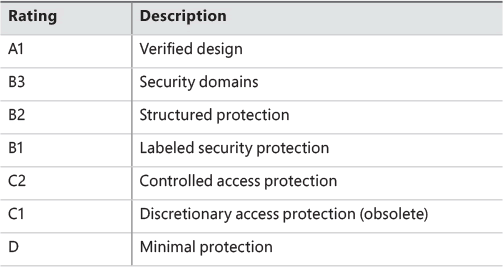 Rating Description
A1 Verified design
B3 Security domains
B2 Structured protection
B1 Labeled security protection
C2 Controlled access protection
C1 Discretionary access protection (obsolete)
D Minimal protection